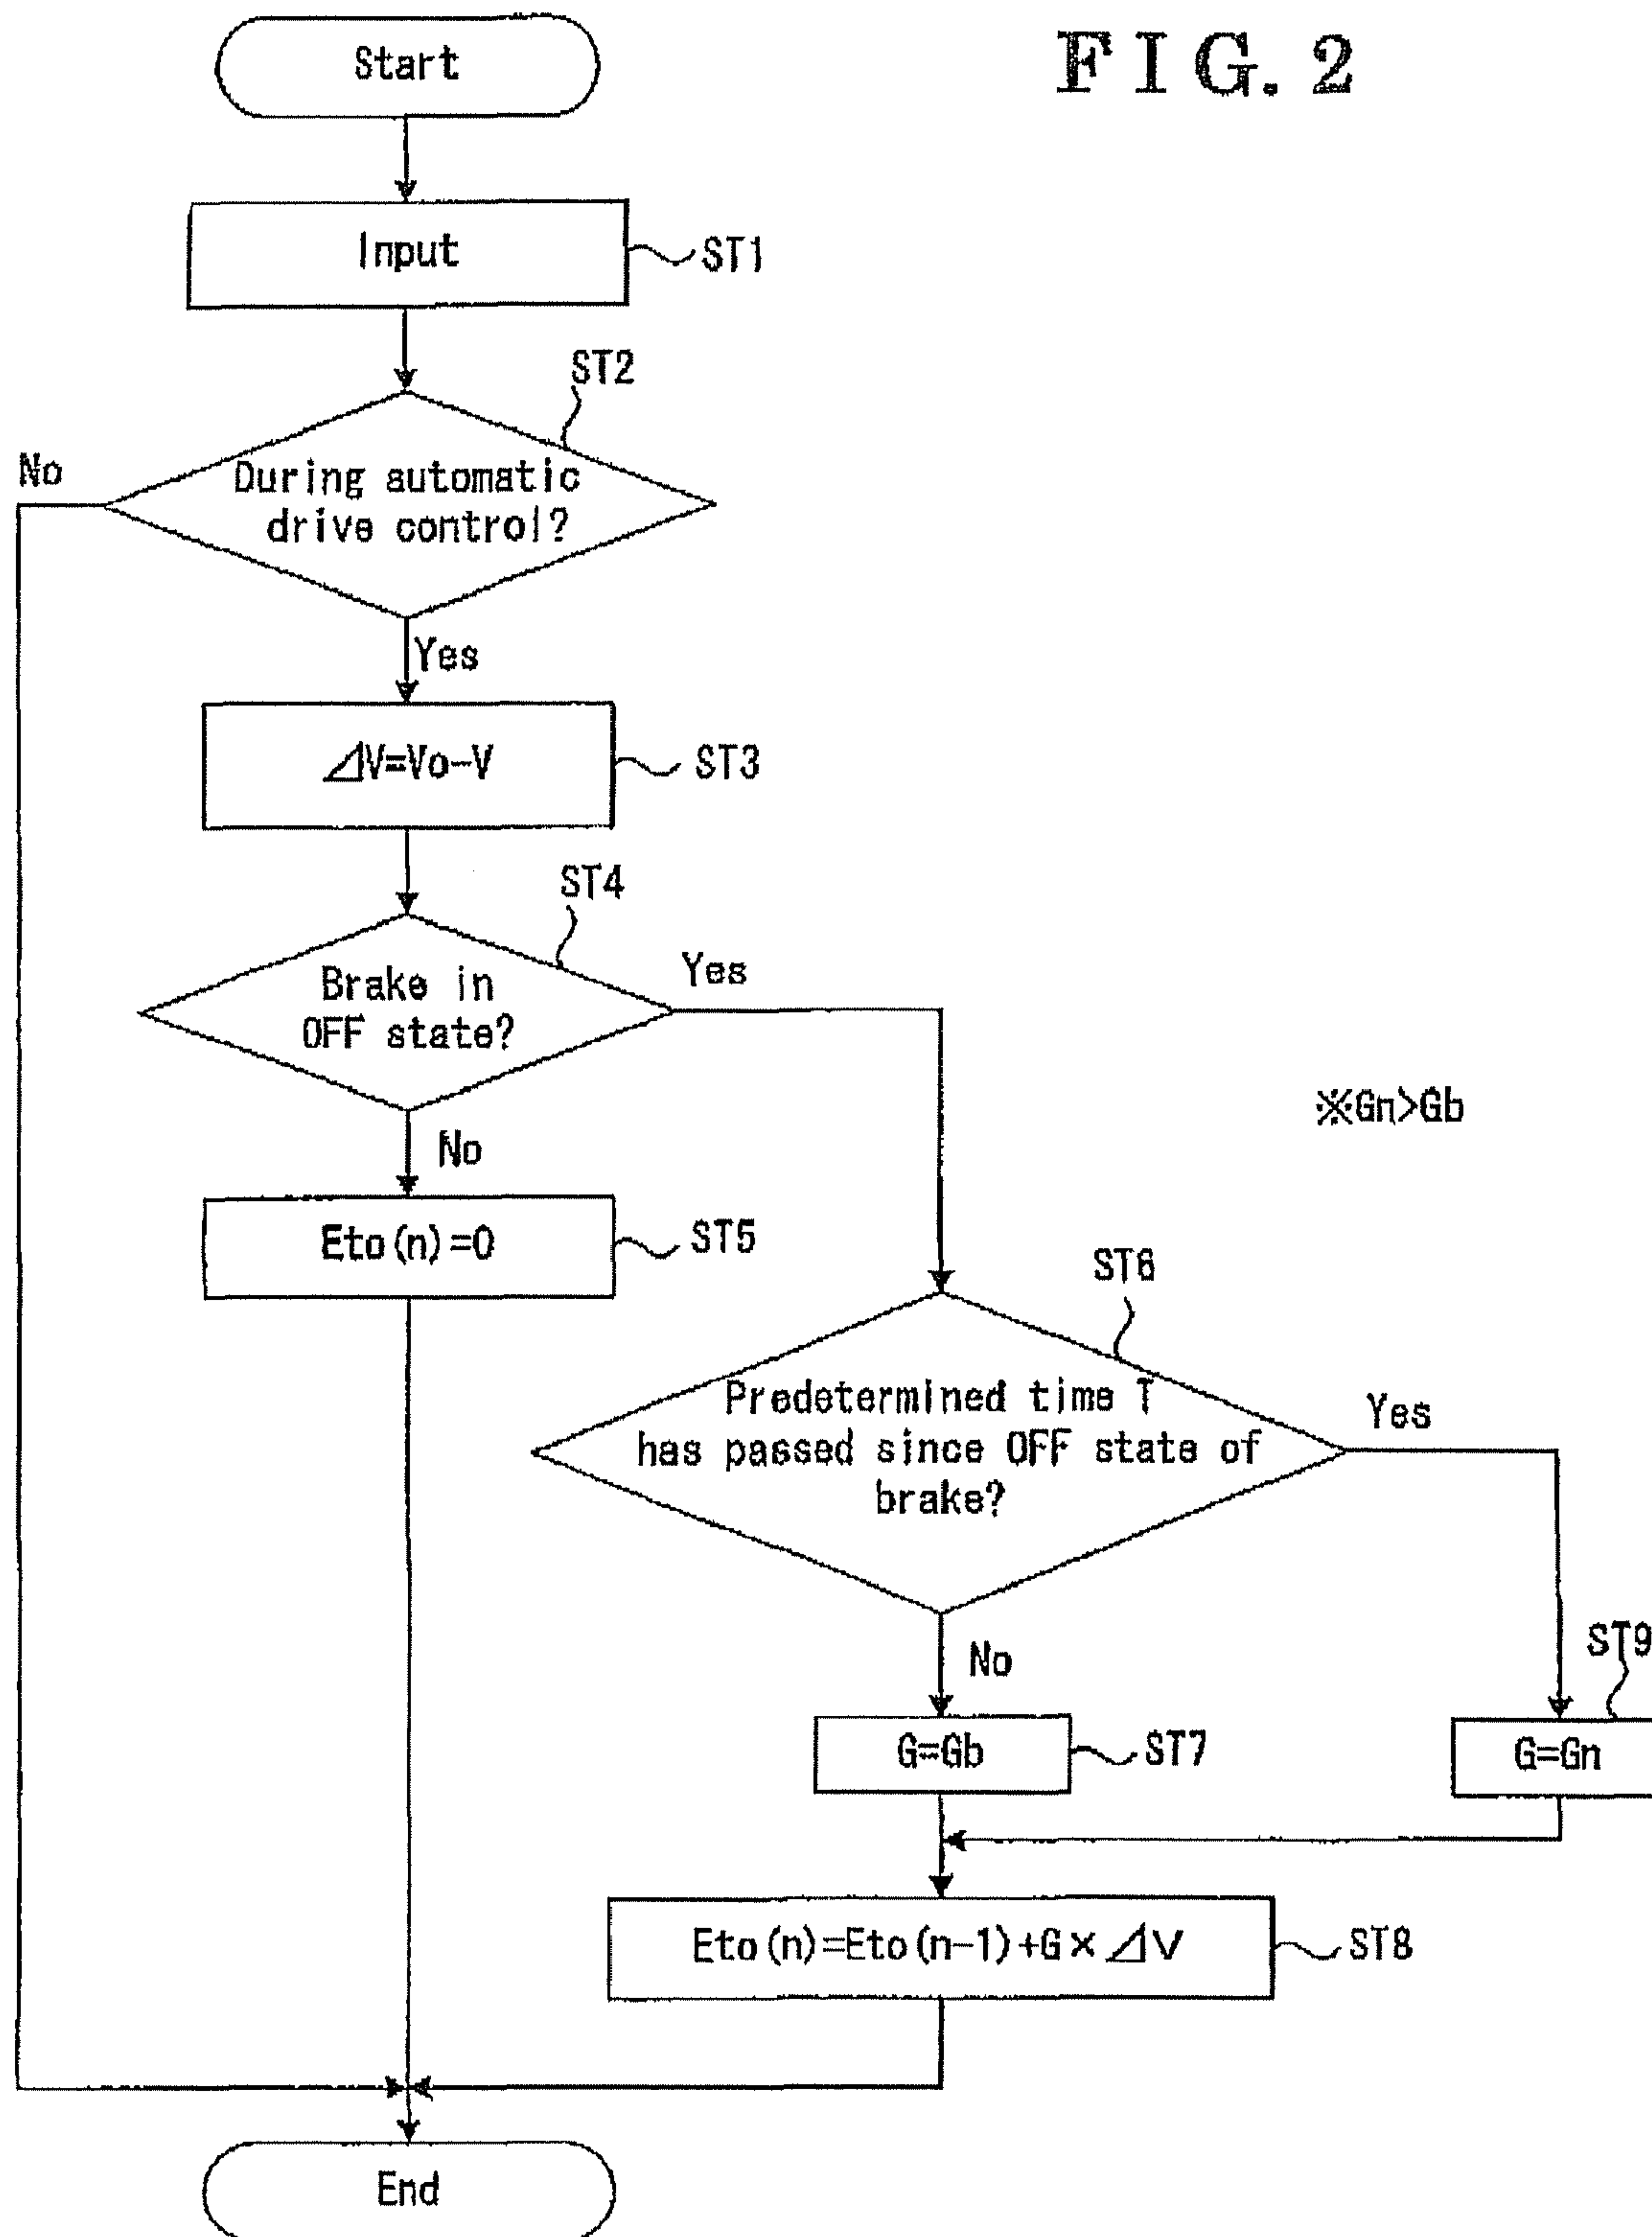 FIG. 2
Start
Input
ST1
ST2
No
During automatic
drive control?
Yes
⊿V=Vo-V
ST3
ST4
Brake in
OFF state?
Yes
※Gn>Gb
No
Eto(n)=0
ST5
ST6
Predetermined time T
has passed since OFF state of
brake?
Yes
No
ST9
G=Gb
ST7
G=Gn
Eto(n)=Eto(n-1)+G×⊿V
ST8
End